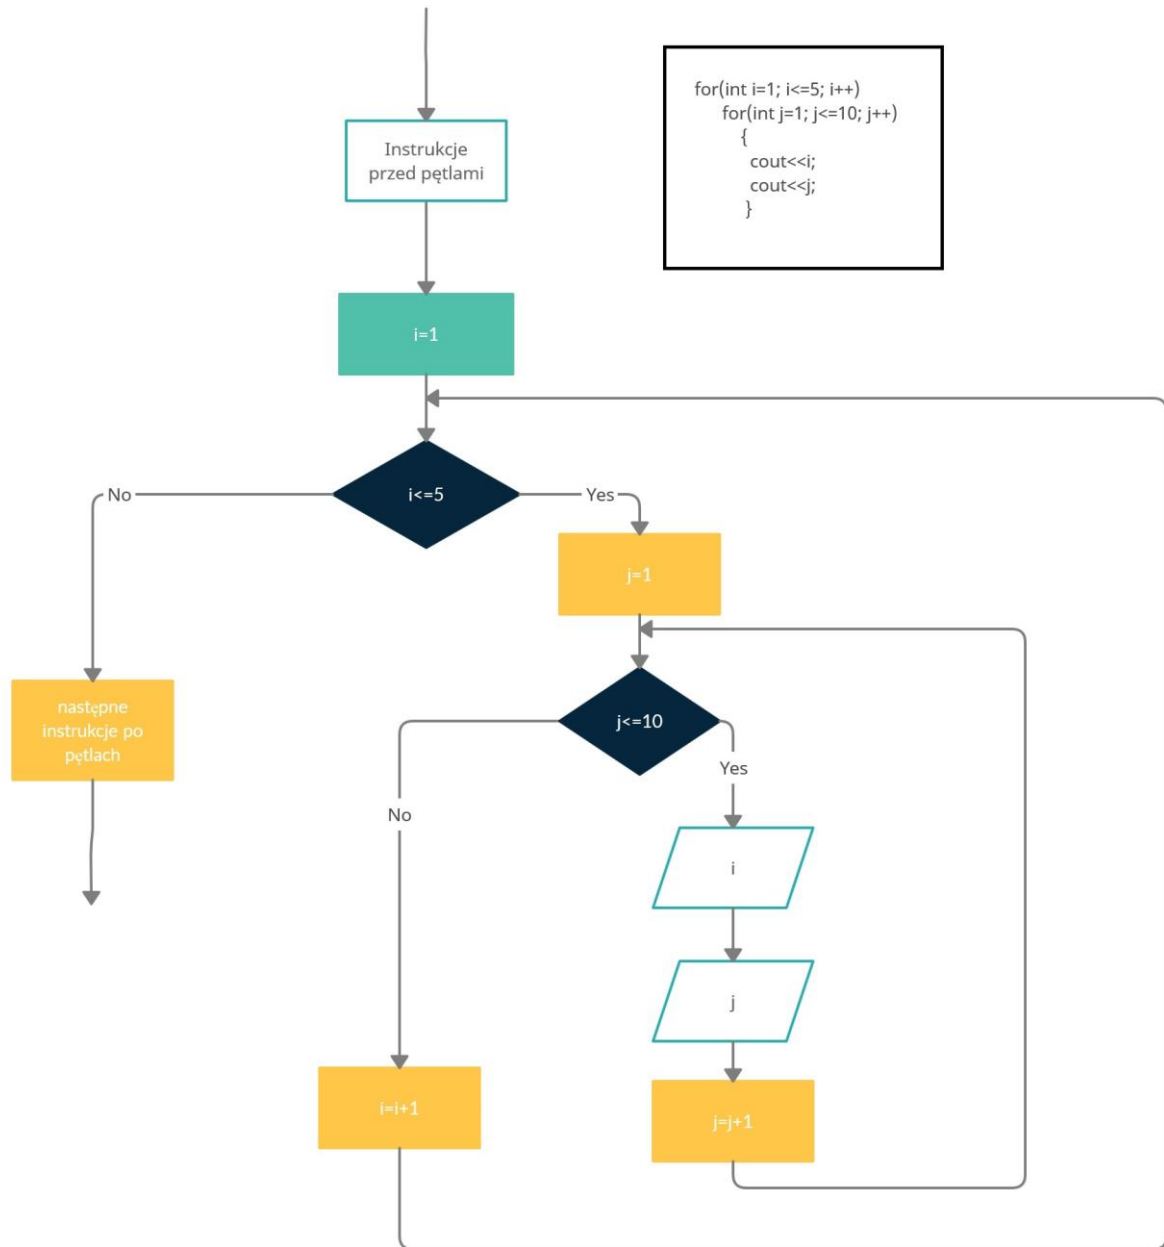 for(int i=1; i<=5; i++)
for(int j=1; j<=10; j++)
{
cout<<i;
cout<<j;
}
Instrukcje
przed pętlami
i=1
i<=5
No
Yes
j=1
następne
instrukcje po
pętlach
j<=10
Yes
No
i
j
i=i+1
j=j+1